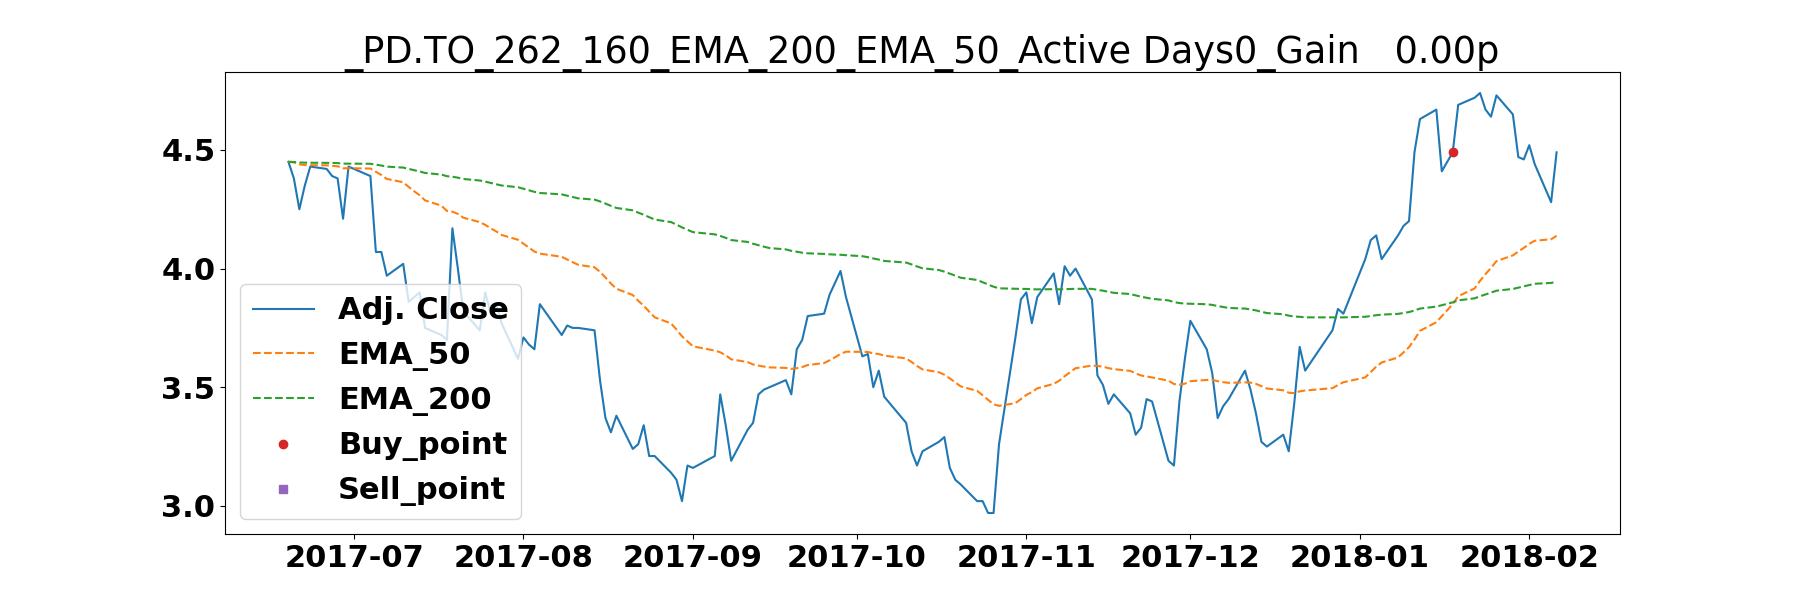 _PD.TO_262_160_EMA_200_EMA_50_Active Days0_Gain   0.00p
4.5
4.0
3.5
3.0
Adj. Close
EMA_50
EMA_200
Buy_point
Sell_point
2017-07 2017-08 2017-09 2017-10 2017-11 2017-12 2018-01 2018-02